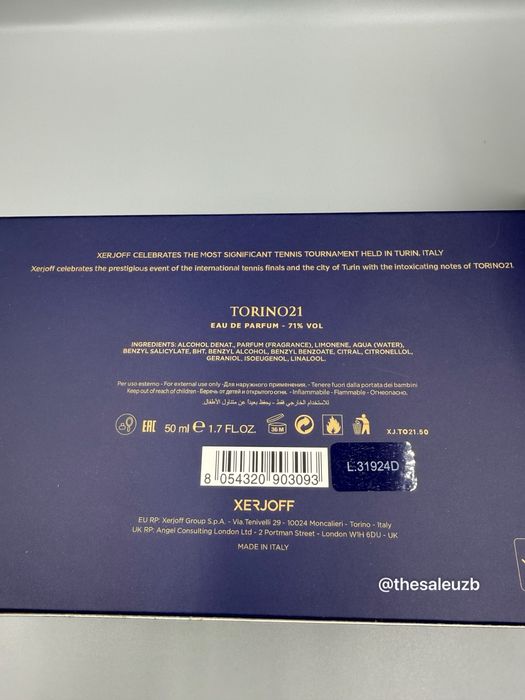 XERJOFF CELEBRATES THE MOST SIGNIFICANT TENNIS TOURNAMENT HELD IN TURIN, ITALY
Xerjoff celebrates the prestigious event of the international tennis finals and the city of Turin with the intoxicating notes of TORINO21.
TORINO21
EAU DE PARFUM - 71% VOL
INGREDIENTS: ALCOHOL DENAT., PARFUM (FRAGRANCE), LIMONENE, AQUA (WATER),
BENZYL SALICYLATE, BHT, BENZYL ALCOHOL, BENZYL BENZOATE, CITRAL, CITRONELLOL,
GERANIOL, ISOEUGENOL, LINALOOL.
Per uso esterno - For external use only -Для наружного применения. - Tenere fuori dalla portata dei bambini
Keep out of reach of children - Беречь от детей и открытого огня. - Infiammabile - Flammable - Огнеопасно.
للاستخدام الخارجي فقط - يحفظ بعيداً عن متناول الأطفال.
EAC 50 ml e 1.7 FL.OZ. 36 M XJ.TO21.50
L.31924D
8 054320 903093
XERJOFF
EU RP: Xerjoff Group S.p.A. - Via.Tenivelli 29 - 10024 Moncalieri - Torino - Italy
UK RP: Angel Consulting London Ltd - 2 Portman Street - London W1H 6DU - UK
MADE IN ITALY
@thesaleuzb